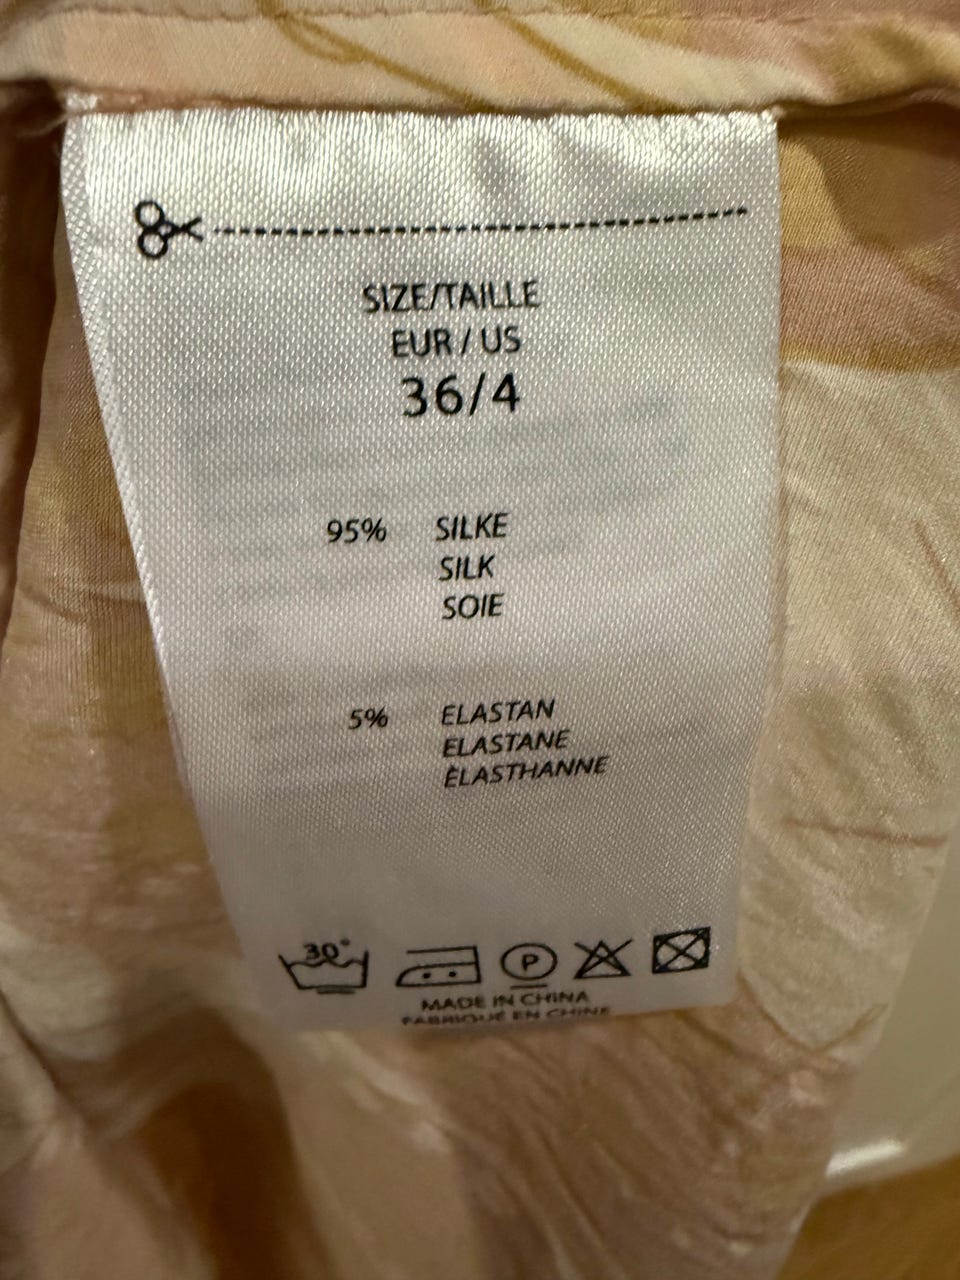 SIZE/TAILLE
EUR / US
36/4
95% SILKE
SILK
SOIE
5% ELASTAN
ELASTANE
ÉLASTHANNE
30°
P
MADE IN CHINA
FABRIQUÉ EN CHINE